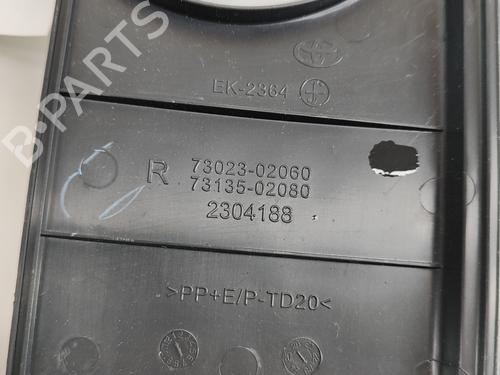 EK-2364
R 73023-02060
73135-02080
2304188
>PP+E/P-TD20<
B-PARTS